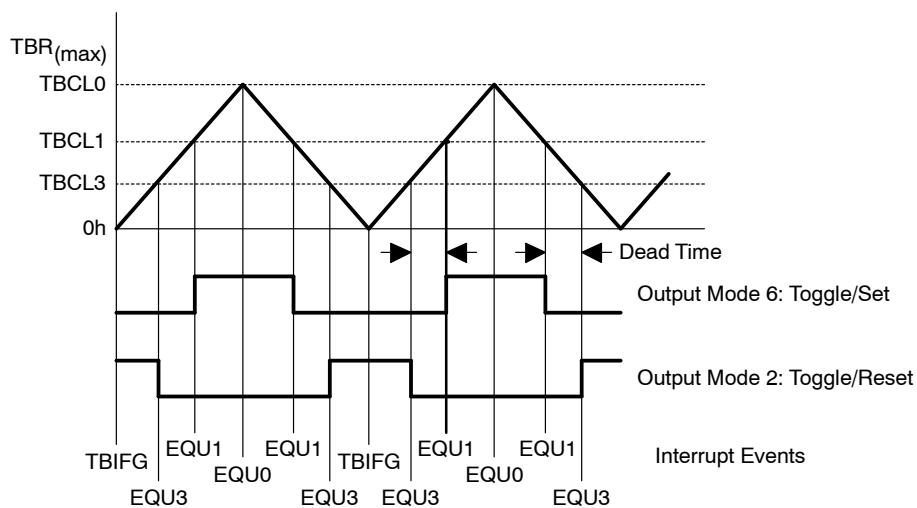 TBR(max)
TBCL0
TBCL1
TBCL3
0h
Dead Time
Output Mode 6: Toggle/Set
Output Mode 2: Toggle/Reset
EQU1 EQU1 EQU1 EQU1
TBIFG EQU0 TBIFG EQU0 Interrupt Events
EQU3 EQU3 EQU3 EQU3